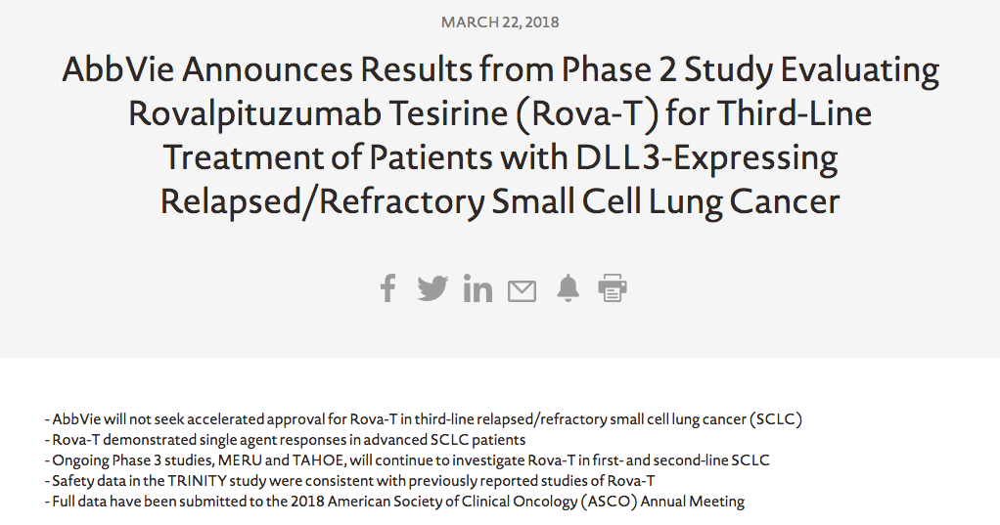 MARCH 22, 2018
AbbVie Announces Results from Phase 2 Study Evaluating
Rovalpituzumab Tesirine (Rova-T) for Third-Line
Treatment of Patients with DLL3-Expressing
Relapsed/Refractory Small Cell Lung Cancer
- AbbVie will not seek accelerated approval for Rova-T in third-line relapsed/refractory small cell lung cancer (SCLC)
- Rova-T demonstrated single agent responses in advanced SCLC patients
- Ongoing Phase 3 studies, MERU and TAHOE, will continue to investigate Rova-T in first- and second-line SCLC
- Safety data in the TRINITY study were consistent with previously reported studies of Rova-T
- Full data have been submitted to the 2018 American Society of Clinical Oncology (ASCO) Annual Meeting